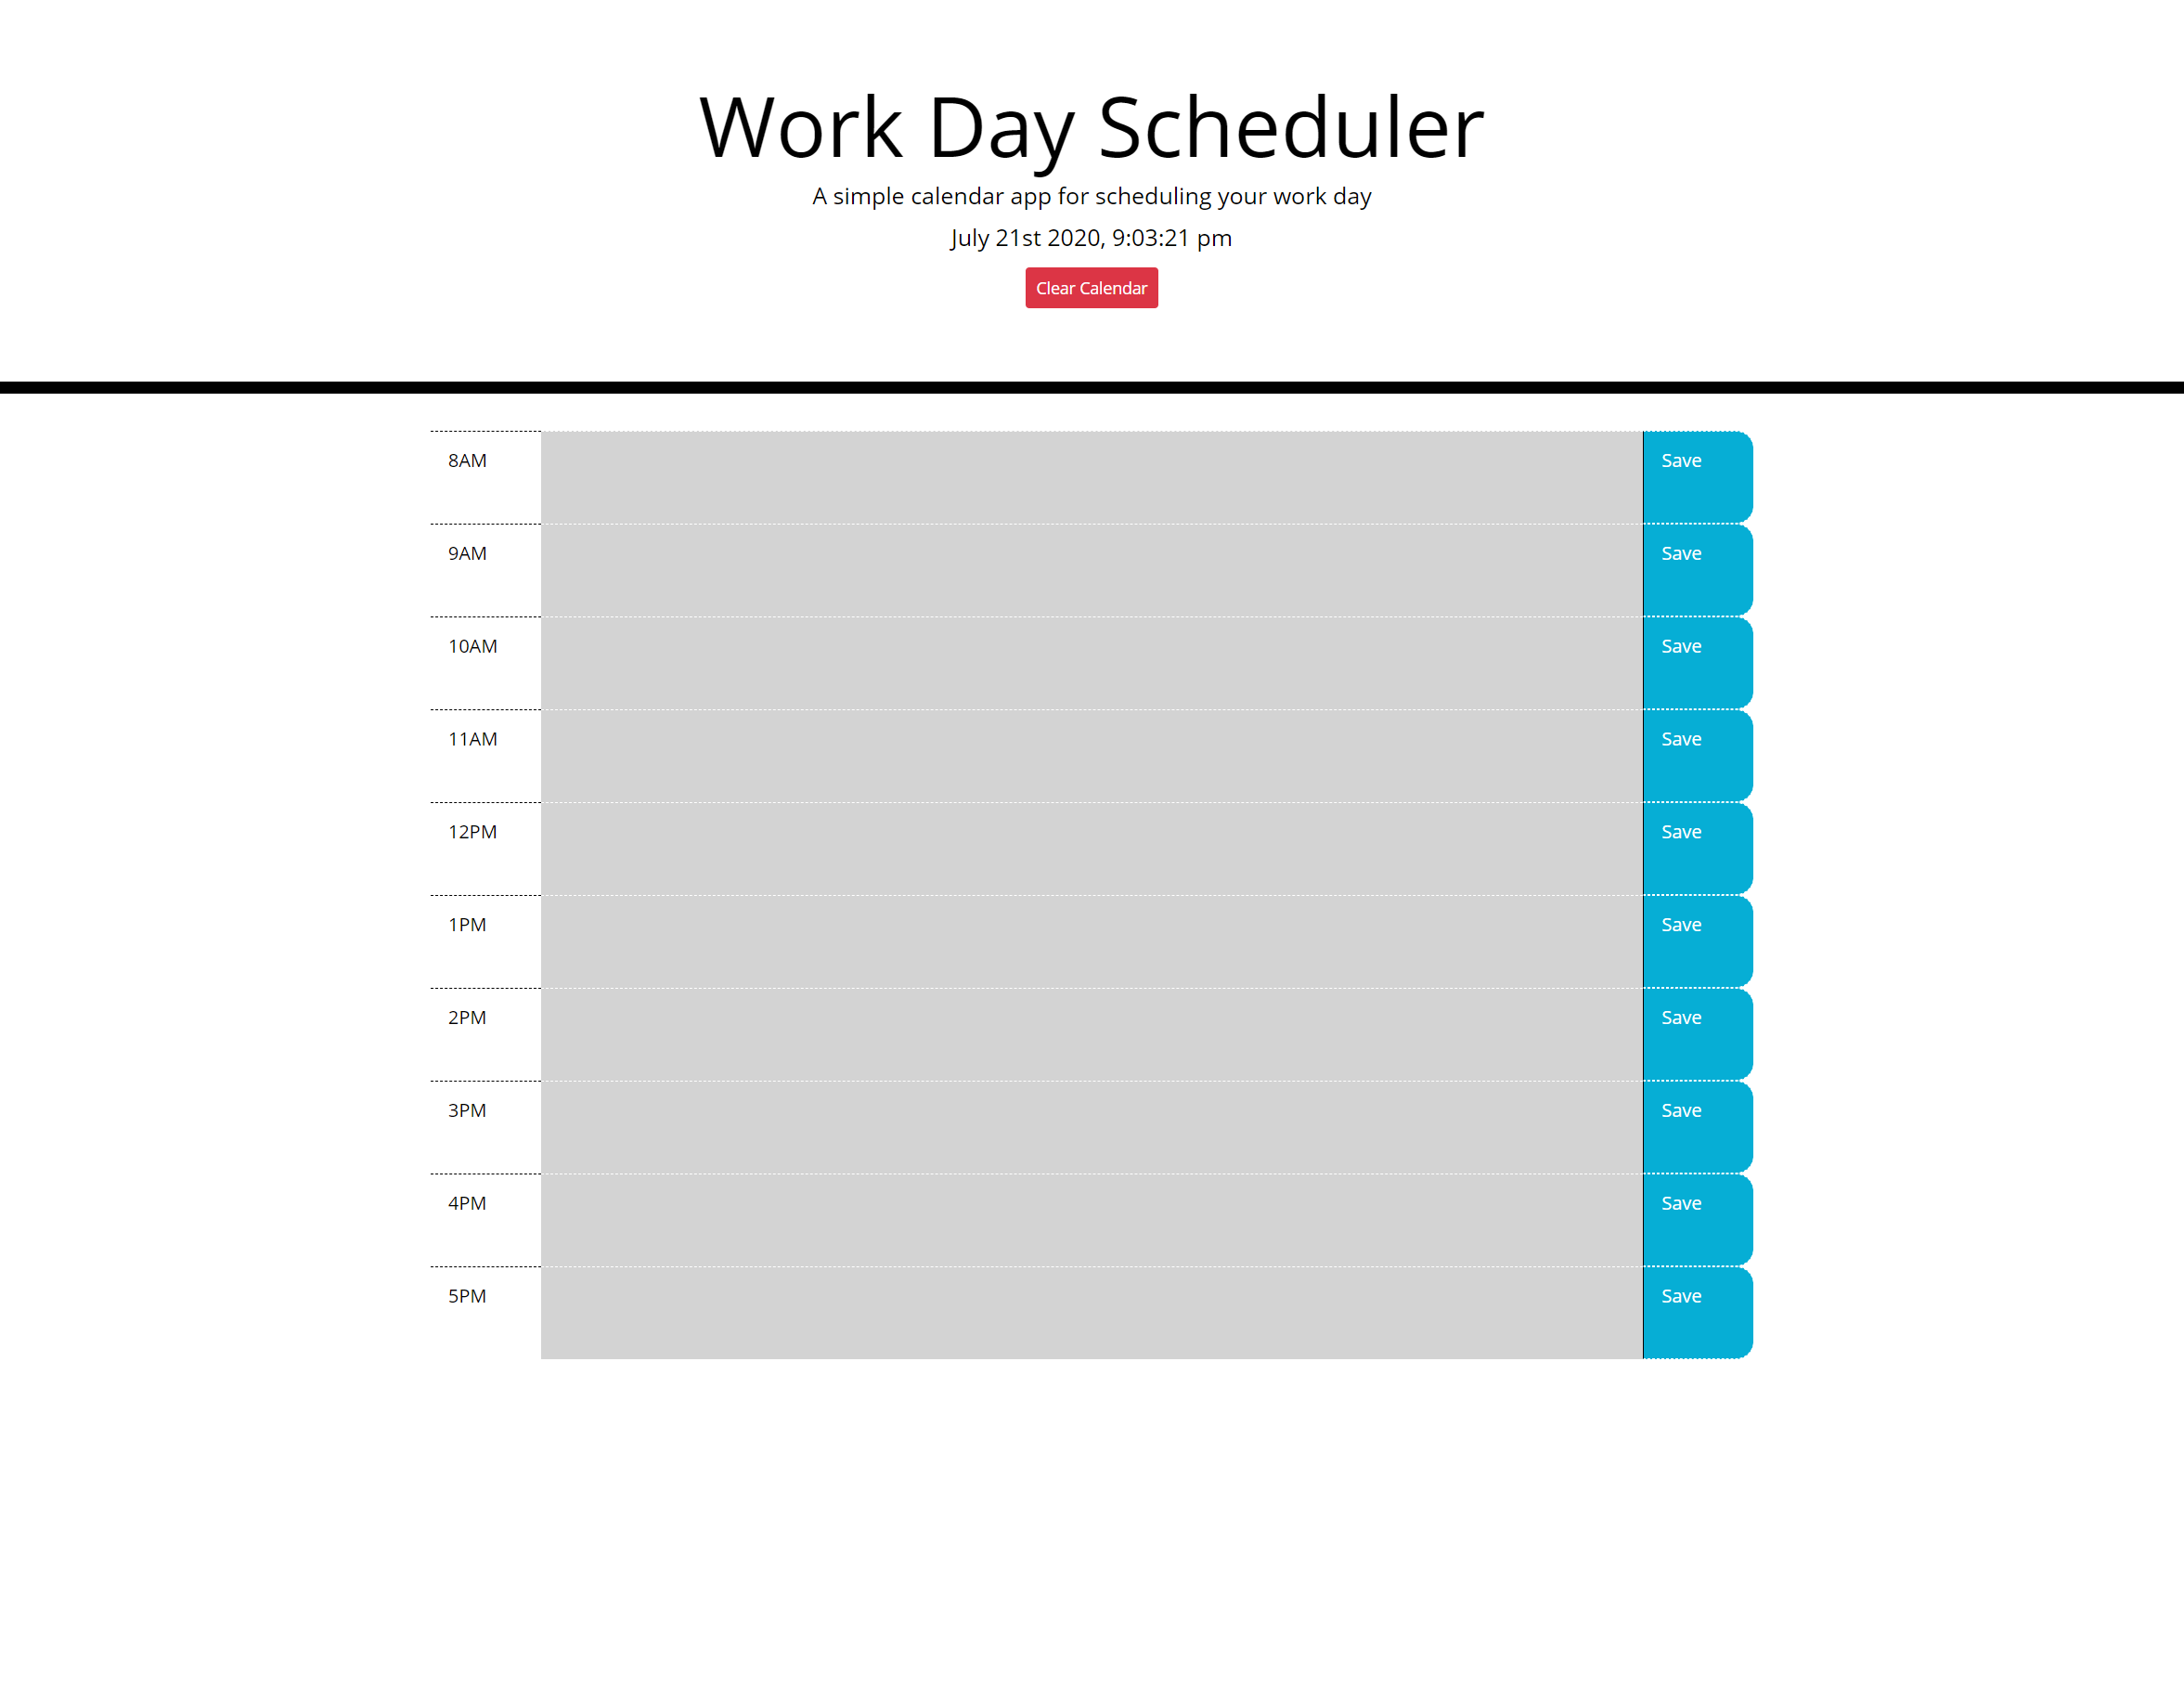 Work Day Scheduler
A simple calendar app for scheduling your work day
July 21st 2020, 9:03:21 pm
Clear Calendar
8AM Save
9AM Save
10AM Save
11AM Save
12PM Save
1PM Save
2PM Save
3PM Save
4PM Save
5PM Save